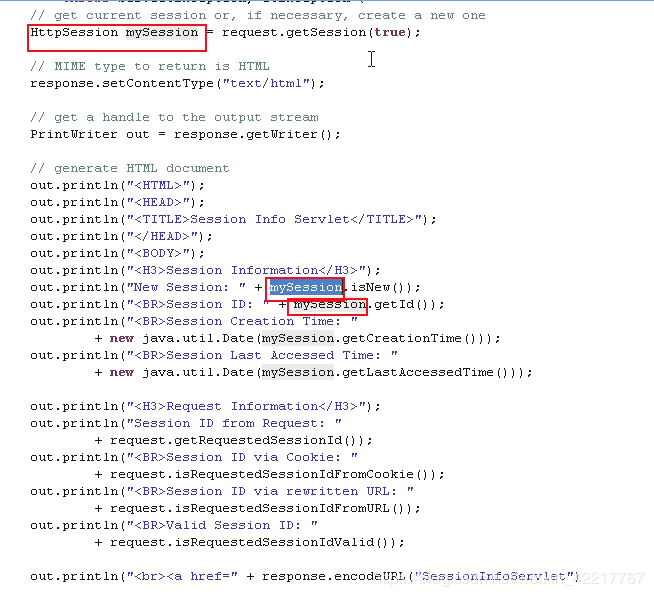 // get current session or, if necessary, create a new one
HttpSession mySession = request.getSession(true);
// MIME type to return is HTML
response.setContentType("text/html");
// get a handle to the output stream
PrintWriter out = response.getWriter();
// generate HTML document
out.println("<HTML>");
out.println("<HEAD>");
out.println("<TITLE>Session Info Servlet</TITLE>");
out.println("</HEAD>");
out.println("<BODY>");
out.println("<H3>Session Information</H3>");
out.println("New Session: " + mySession.isNew());
out.println("<BR>Session ID: " + mySession.getId());
out.println("<BR>Session Creation Time: "
+ new java.util.Date(mySession.getCreationTime()));
out.println("<BR>Session Last Accessed Time: "
+ new java.util.Date(mySession.getLastAccessedTime()));
out.println("<H3>Request Information</H3>");
out.println("Session ID from Request: "
+ request.getRequestedSessionId());
out.println("<BR>Session ID via Cookie: "
+ request.isRequestedSessionIdFromCookie());
out.println("<BR>Session ID via rewritten URL: "
+ request.isRequestedSessionIdFromURL());
out.println("<BR>Valid Session ID: "
+ request.isRequestedSessionIdValid());
out.println("<br><a href=" + response.encodeURL("SessionInfoServlet")